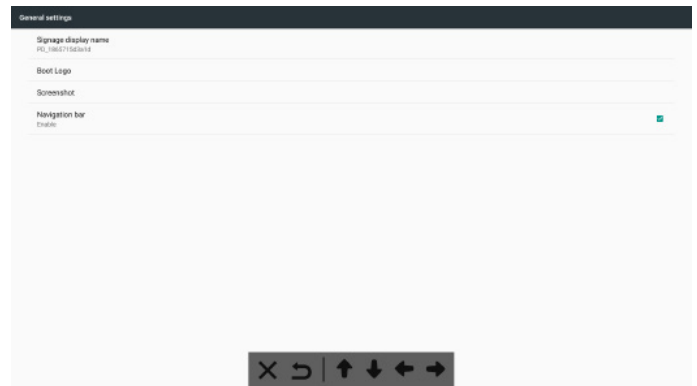 General settings
Signage display name
Boot Logo
Screenshot
Navigation bar
Enable